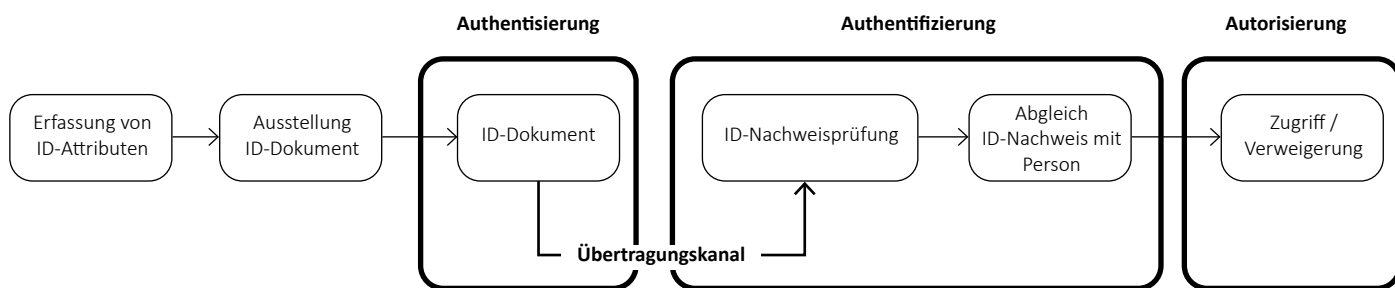 Authentisierung
Authentifizierung
Autorisierung
Erfassung von
ID-Attributen
Ausstellung
ID-Dokument
ID-Dokument
ID-Nachweisprüfung
Abgleich
ID-Nachweis mit
Person
Zugriff /
Verweigerung
Übertragungskanal